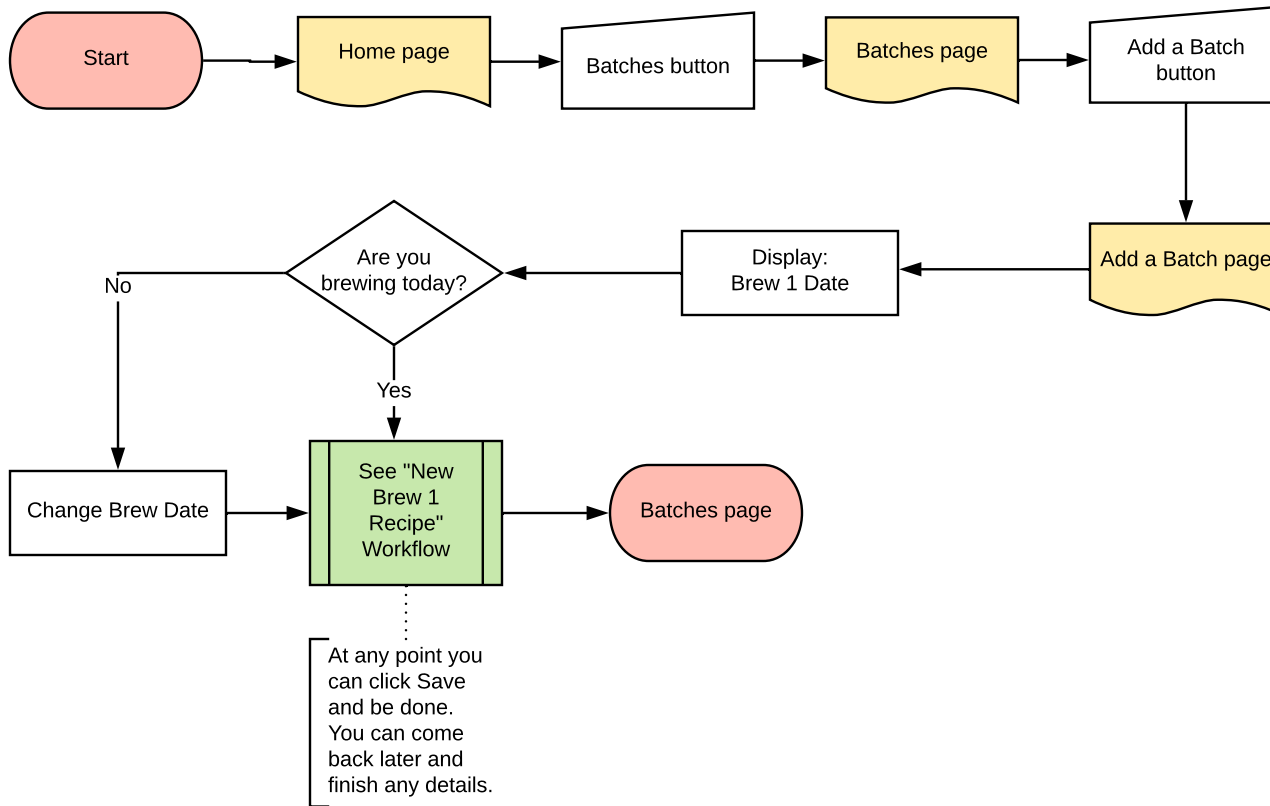 Start
Home page
Batches button
Batches page
Add a Batch
button
Add a Batch page
Display:
Brew 1 Date
Are you
brewing today?
No
Yes
Change Brew Date
See "New
Brew 1
Recipe"
Workflow
Batches page
At any point you
can click Save
and be done.
You can come
back later and
finish any details.